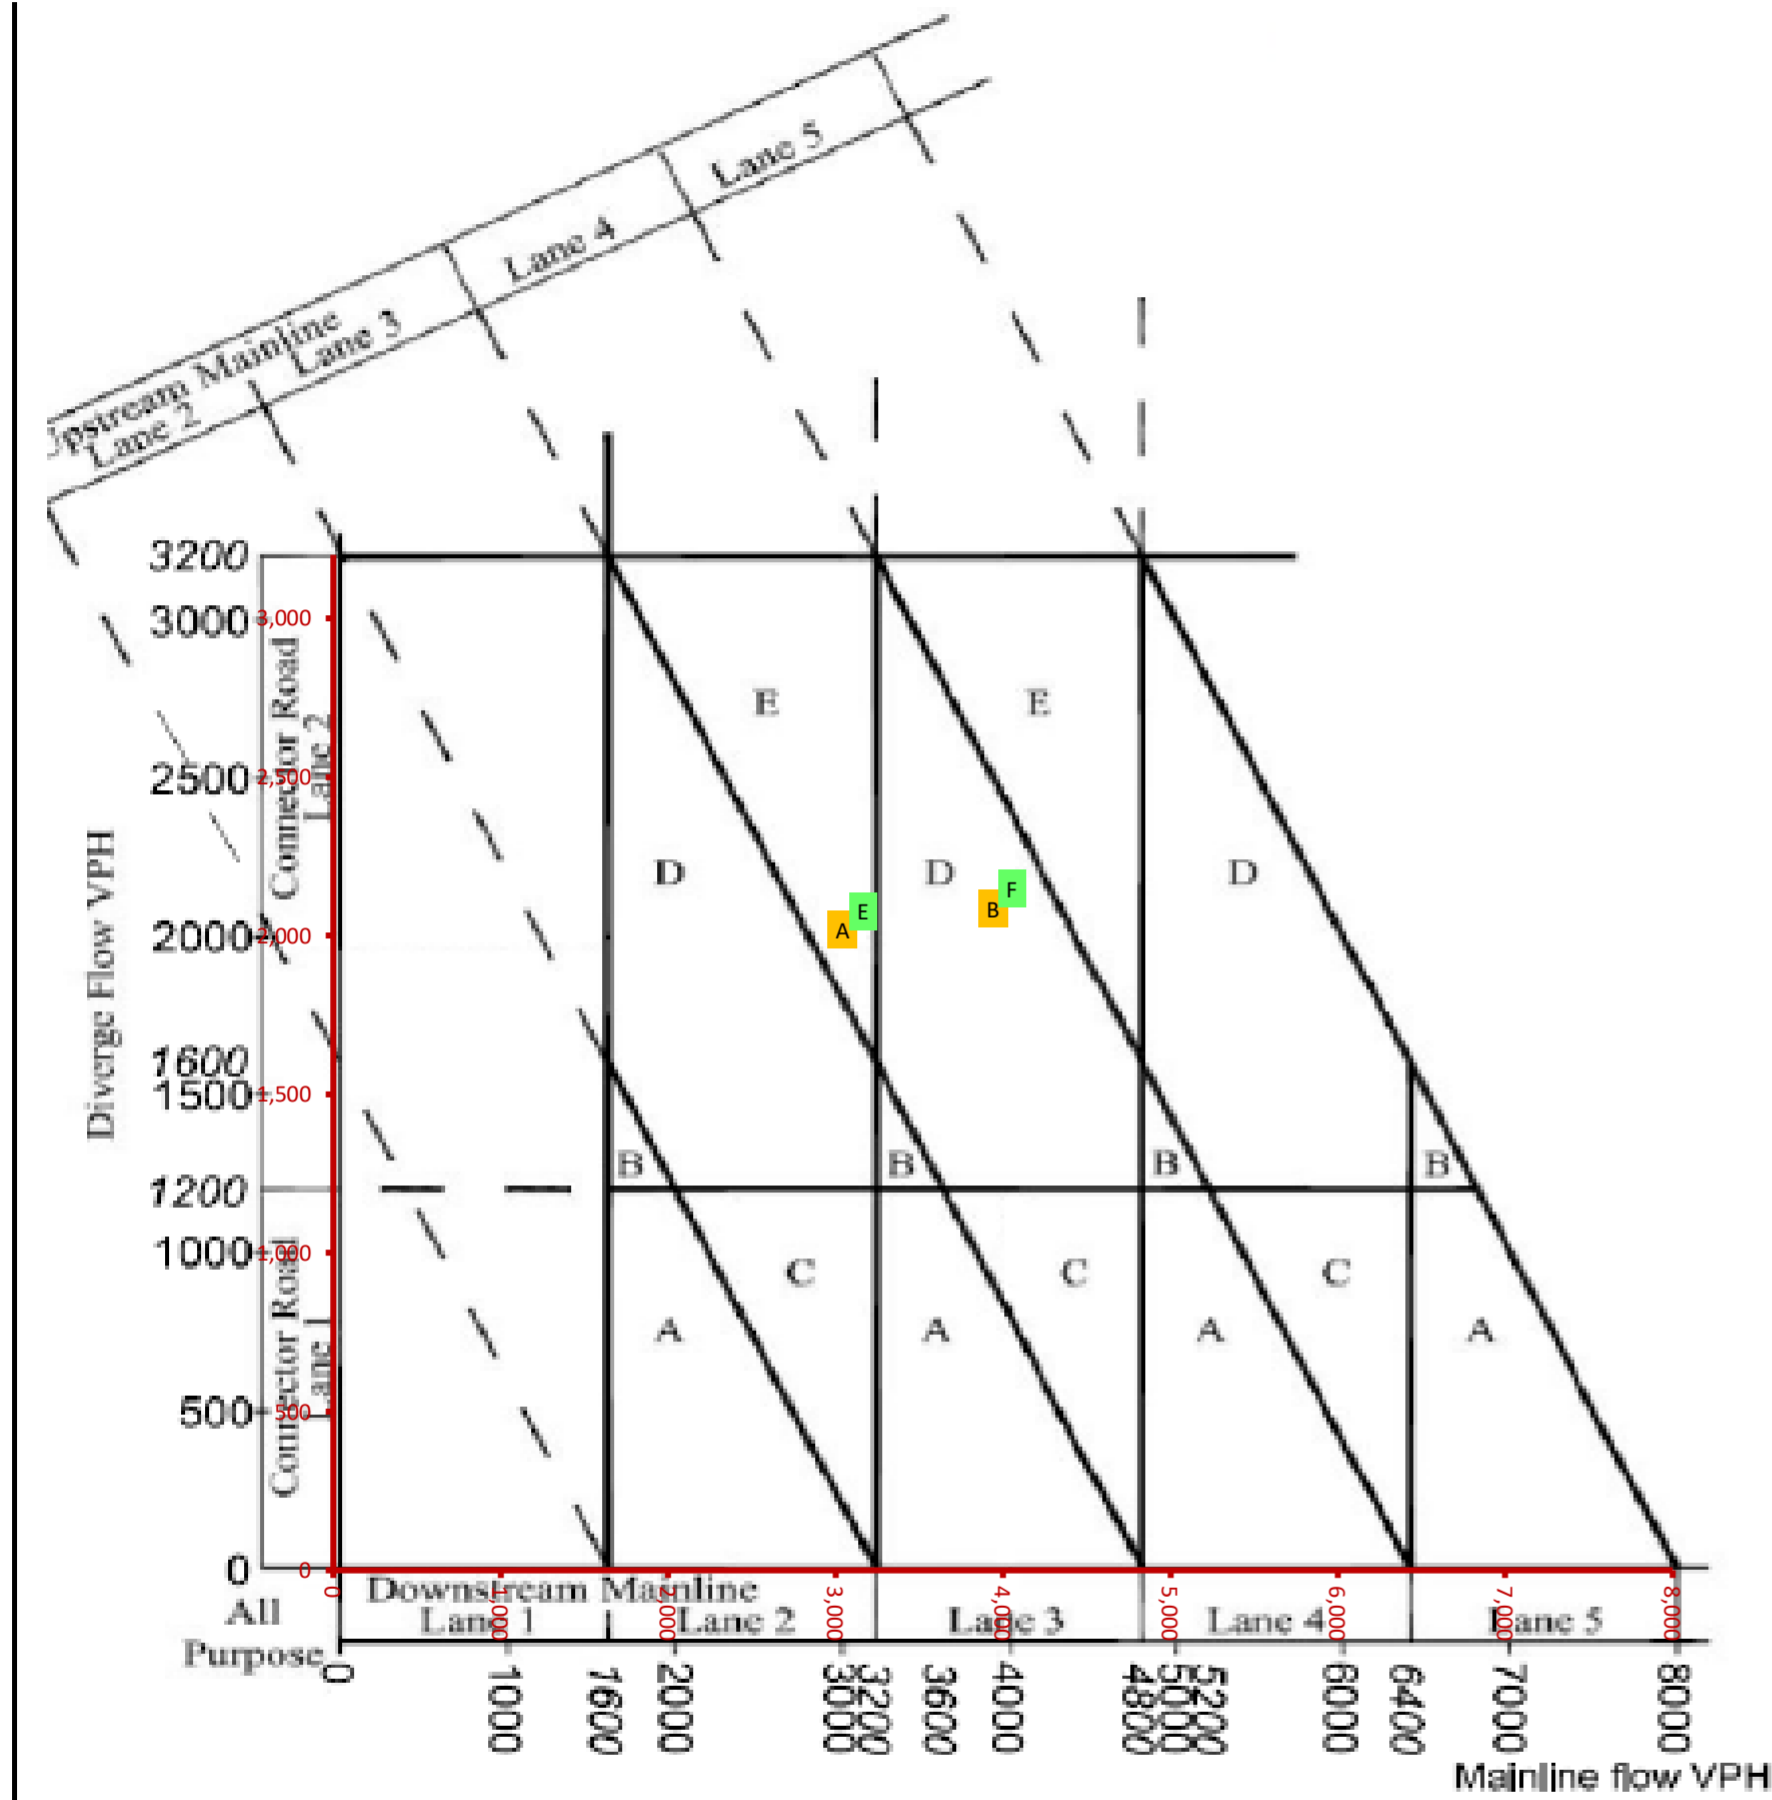 Lane 5
Lane 4
Upstream Mainline
Lane 3
Lane 2
3200
3000
3,000
2500
2,500
2000
2,000
1600
1500
1,500
1200
1000
1,000
500
500
0
0
Diverge Flow VPH
Connector Road
Lane 2
Connector Road
Lane 1
E
E
D
D
D
E
F
A
B
B
B
B
B
C
C
C
A
A
A
A
0
1,000
2,000
3,000
4,000
5,000
6,000
7,000
8,000
All
Purpose
Downstream Mainline
Lane 1
Lane 2
Lane 3
Lane 4
Lane 5
0
1000
1600
2000
3000
3200
3600
4000
4800
5000
5200
6000
6400
7000
8000
Mainline flow VPH